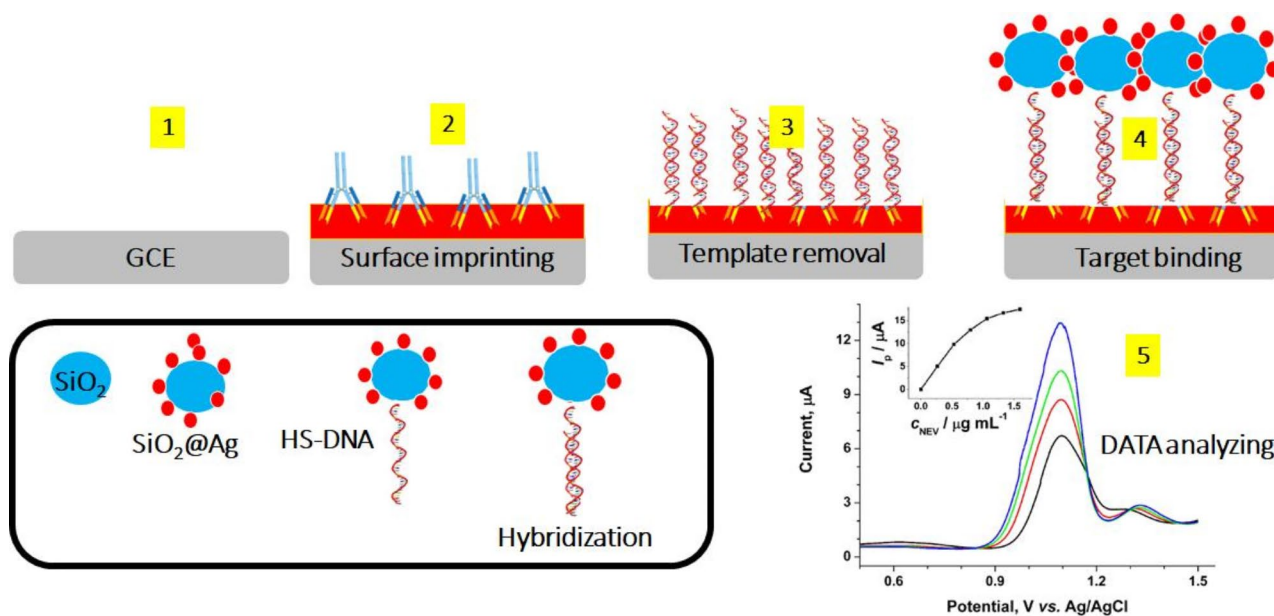 1
2
3
4
GCE
Surface imprinting
Template removal
Target binding
SiO₂
SiO₂@Ag
HS-DNA
Hybridization
5
DATA analyzing
Iₚ / µA
15
10
5
0
0.0 0.5 1.0 1.5
c_NEV / µg mL⁻¹
Current, µA
12
9
6
3
0
0.6 0.9 1.2 1.5
Potential, V vs. Ag/AgCl